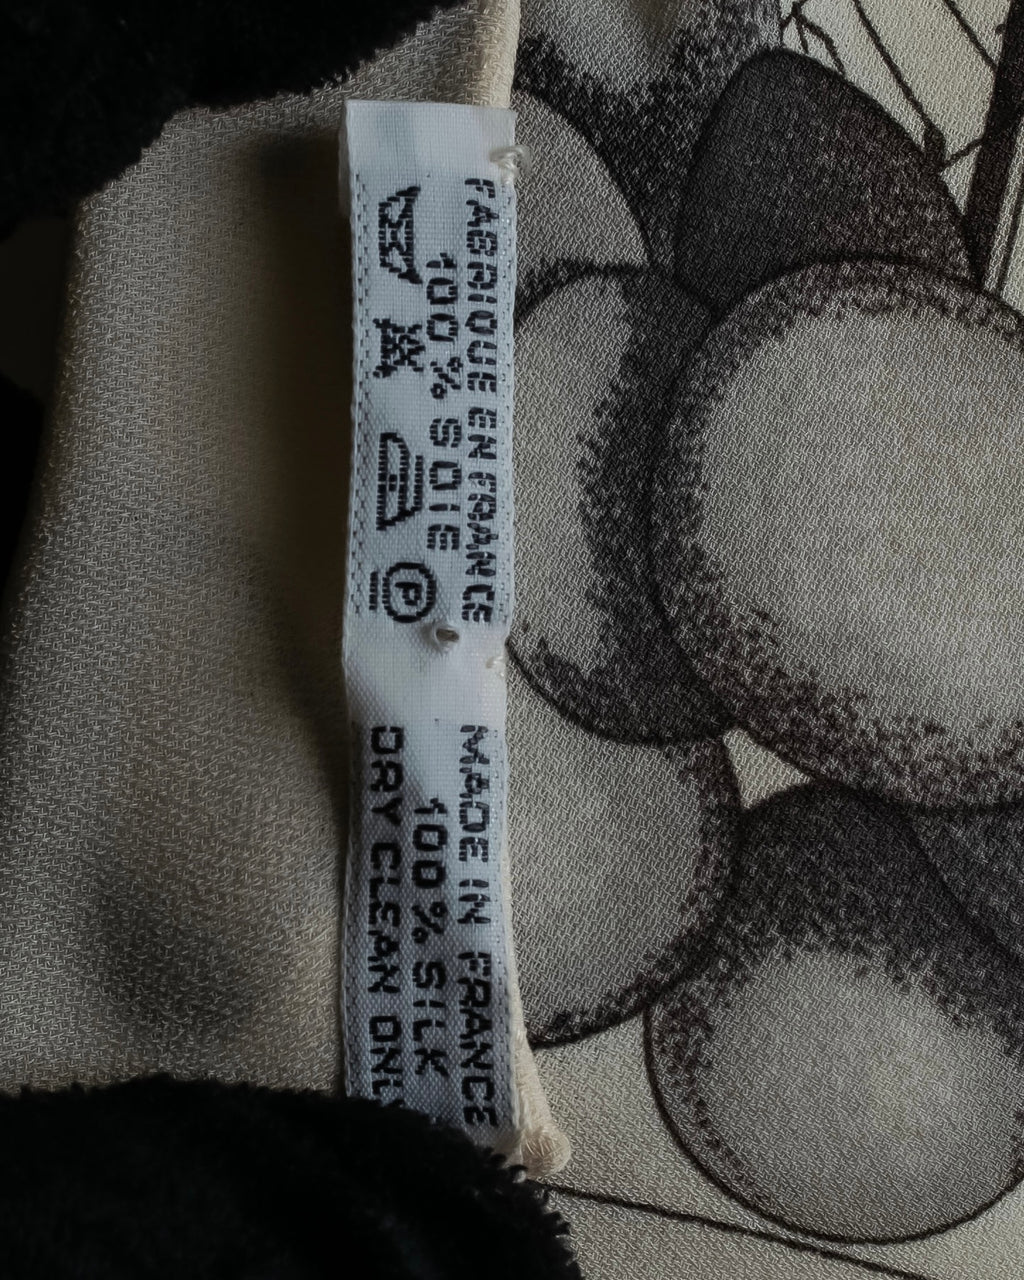 FABRIQUE EN FRANCE
100% SOIE
P
MADE IN FRANCE
100% SILK
DRY CLEAN ONLY